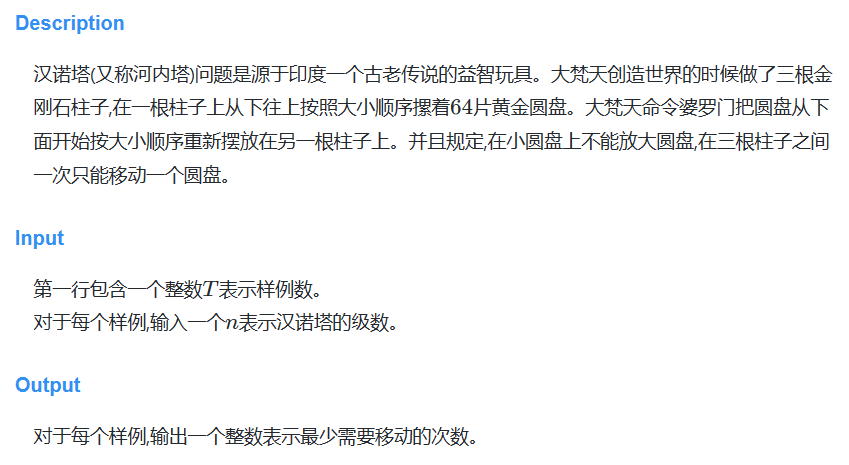 Description
汉诺塔(又称河内塔)问题是源于印度一个古老传说的益智玩具。大梵天创造世界的时候做了三根金
刚石柱子,在一根柱子上从下往上按照大小顺序摞着64片黄金圆盘。大梵天命令婆罗门把圆盘从下
面开始按大小顺序重新摆放在另一根柱子上。并且规定,在小圆盘上不能放大圆盘,在三根柱子之间
一次只能移动一个圆盘。
Input
第一行包含一个整数T表示样例数。
对于每个样例,输入一个n表示汉诺塔的级数。
Output
对于每个样例,输出一个整数表示最少需要移动的次数。